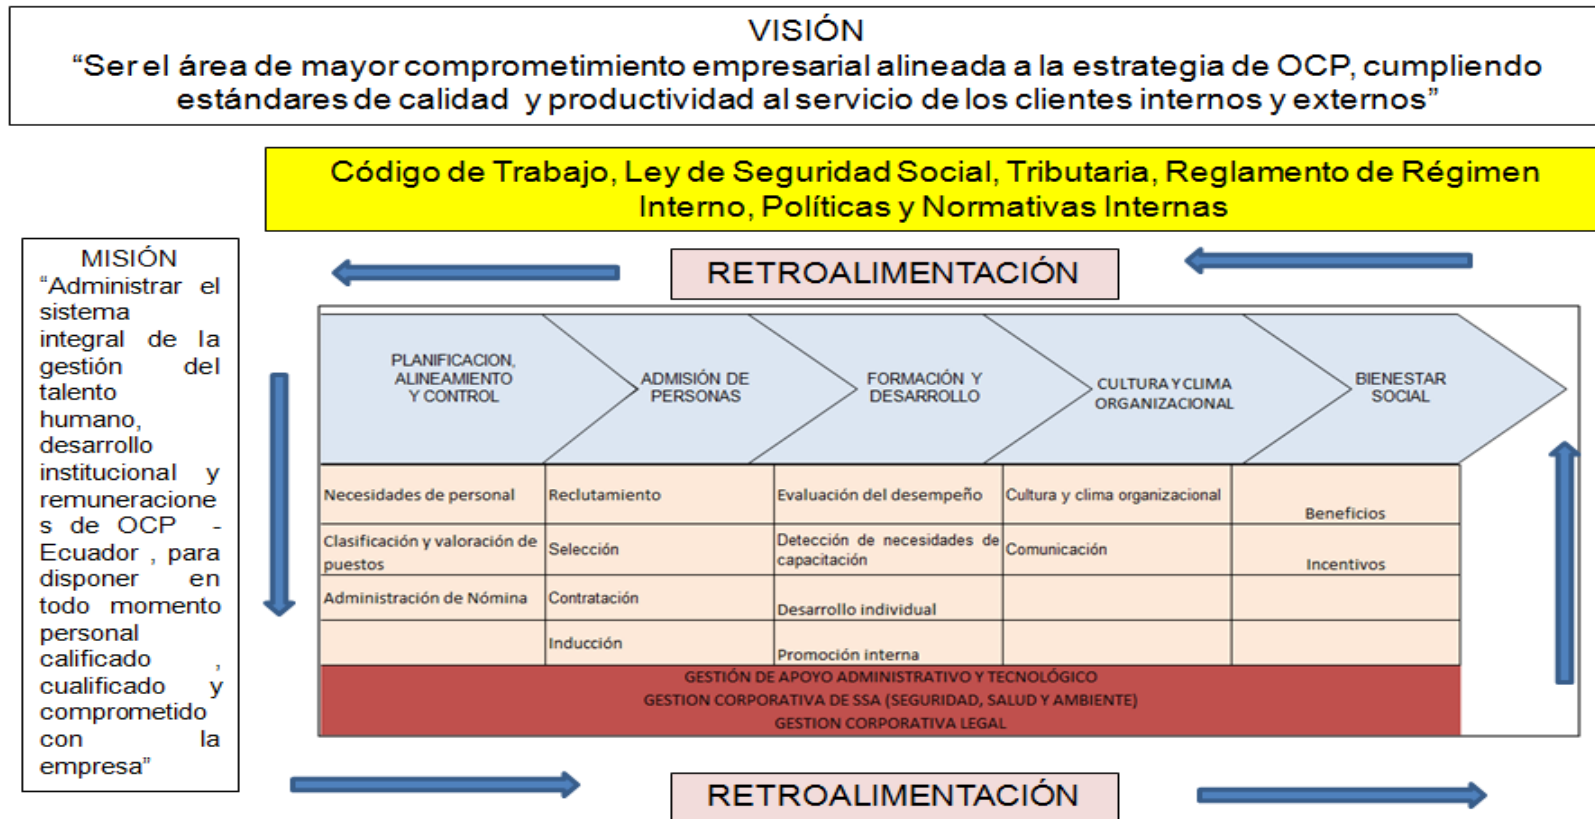 VISIÓN
“Ser el área de mayor comprometimiento empresarial alineada a la estrategia de OCP, cumpliendo
estándares de calidad y productividad al servicio de los clientes internos y externos”
Código de Trabajo, Ley de Seguridad Social, Tributaria, Reglamento de Régimen
Interno, Políticas y Normativas Internas
MISIÓN
“Administrar el
sistema
integral de la
gestión del
talento
humano,
desarrollo
institucional y
remuneracione
s de OCP -
Ecuador , para
disponer en
todo momento
personal
calificado ,
cualificado y
comprometido
con la
empresa”
RETROALIMENTACIÓN
PLANIFICACION,
ALINEAMIENTO
Y CONTROL
ADMISIÓN DE
PERSONAS
FORMACIÓN Y
DESARROLLO
CULTURA Y CLIMA
ORGANIZACIONAL
BIENESTAR
SOCIAL
Necesidades de personal
Reclutamiento
Evaluación del desempeño
Cultura y clima organizacional
Beneficios
Clasificación y valoración de
puestos
Selección
Detección de necesidades de
capacitación
Comunicación
Incentivos
Administración de Nómina
Contratación
Desarrollo individual
Inducción
Promoción interna
GESTIÓN DE APOYO ADMINISTRATIVO Y TECNOLÓGICO
GESTION CORPORATIVA DE SSA (SEGURIDAD, SALUD Y AMBIENTE)
GESTION CORPORATIVA LEGAL
RETROALIMENTACIÓN